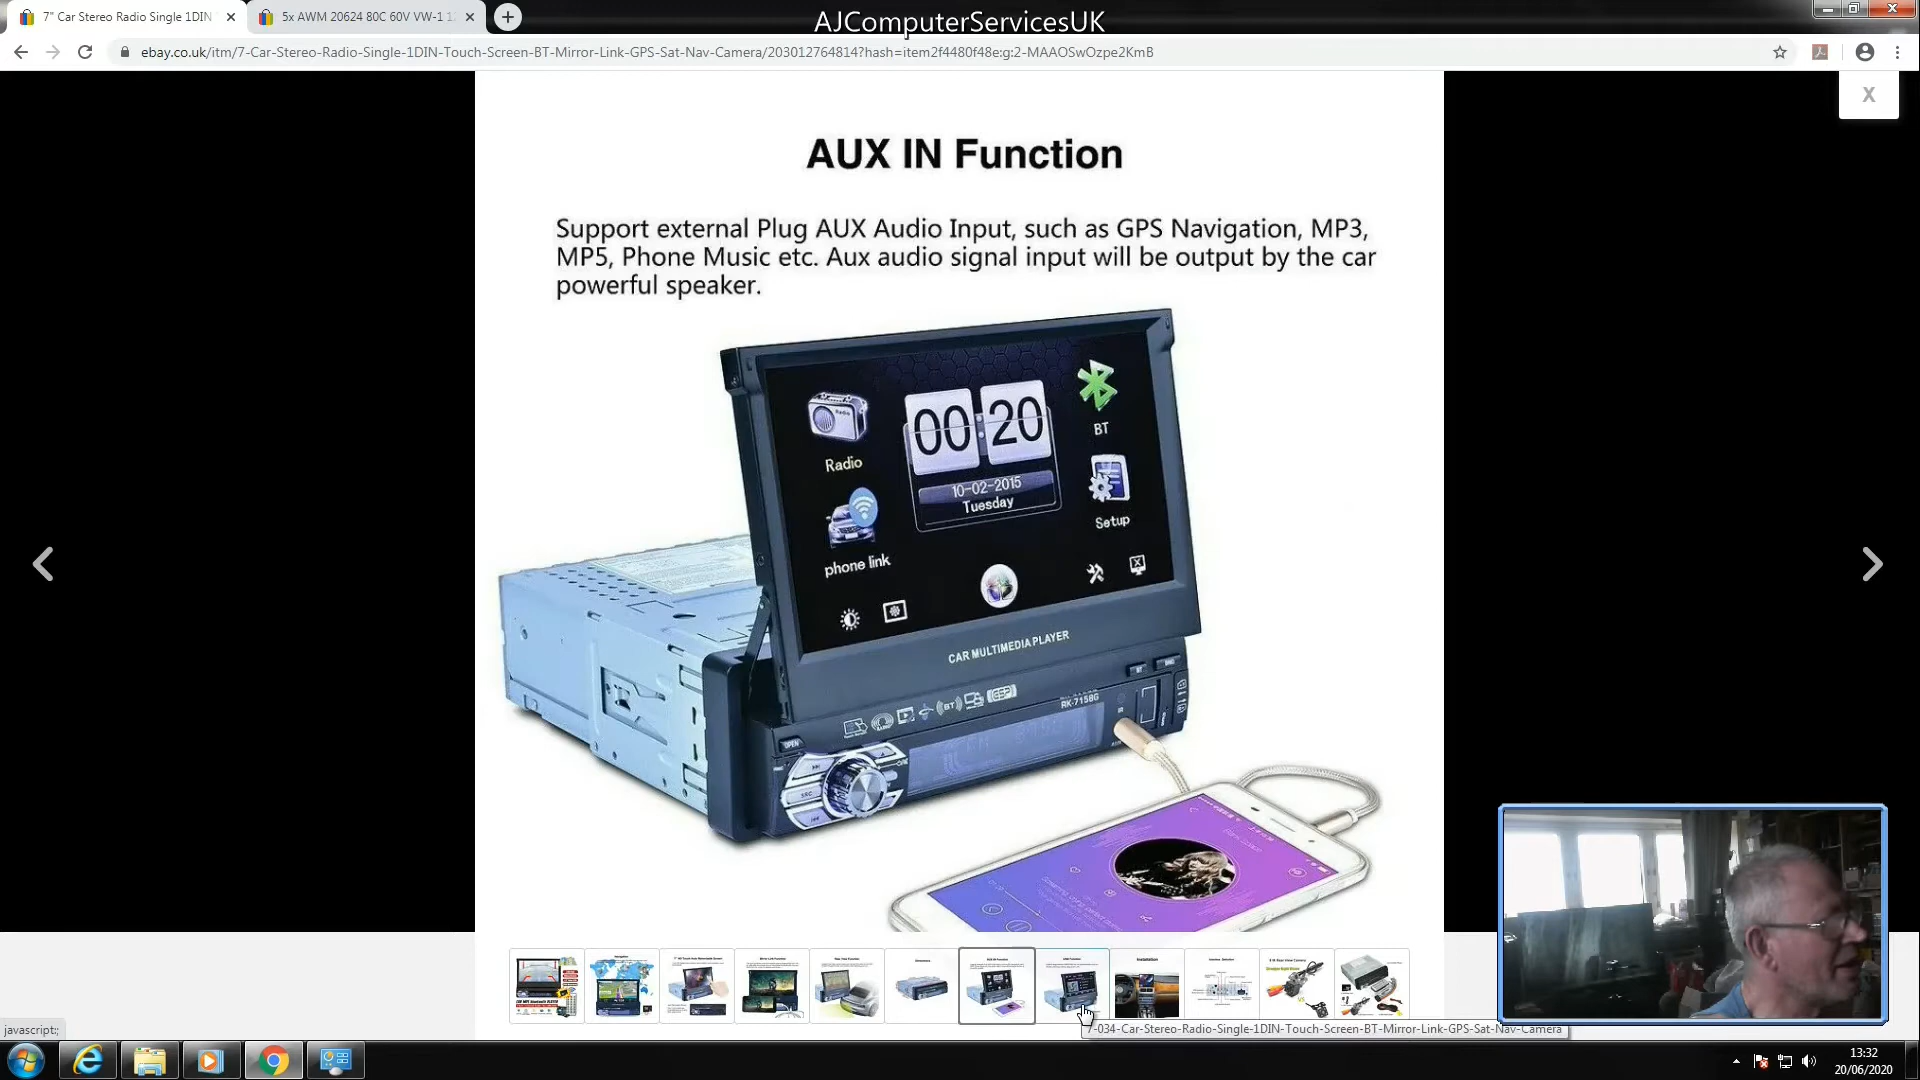 7" Car Stereo Radio Single 1DIN
5x AWM 20624 80C 60V VW-1 1
AJComputerServicesUK
ebay.co.uk/itm/7-Car-Stereo-Radio-Single-1DIN-Touch-Screen-BT-Mirror-Link-GPS-Sat-Nav-Camera/203012764814?hash=item2f4480f48e:g:2-MAAOSwOzpe2KmB
X
AUX IN Function
Support external Plug AUX Audio Input, such as GPS Navigation, MP3,
MP5, Phone Music etc. Aux audio signal input will be output by the car
powerful speaker.
00:20
BT
Radio
10-02-2015
Tuesday
Setup
phone link
CAR MULTIMEDIA PLAYER
RK-7158G
OPEN
BT
SRC
Installation
7-034-Car-Stereo-Radio-Single-1DIN-Touch-Screen-BT-Mirror-Link-GPS-Sat-Nav-Camera
javascript:;
13:32
20/06/2020